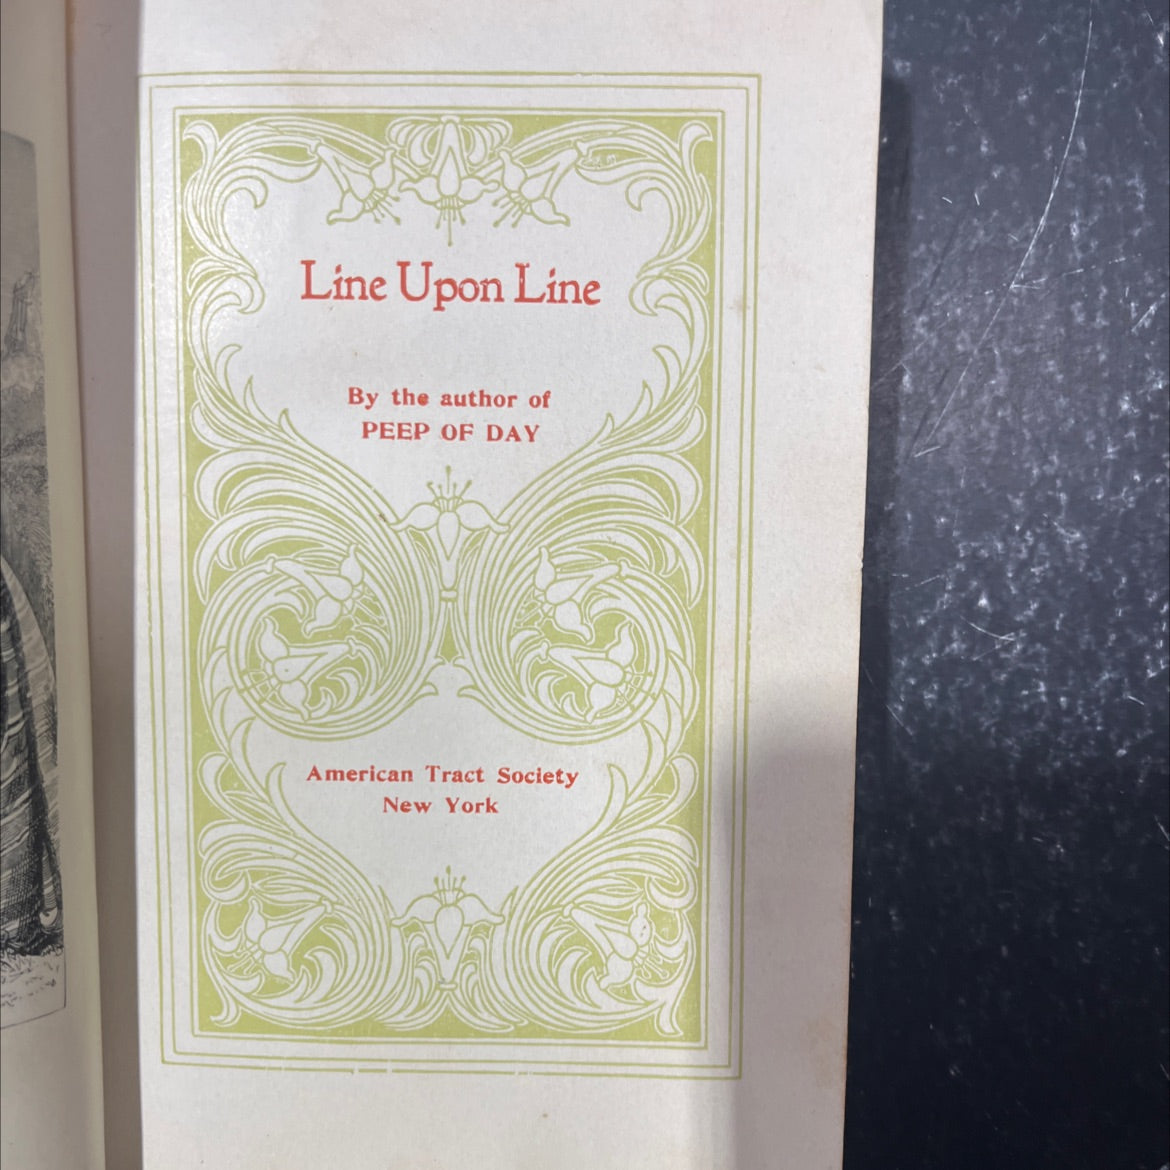 Line Upon Line
By the author of
PEEP OF DAY
American Tract Society
New York